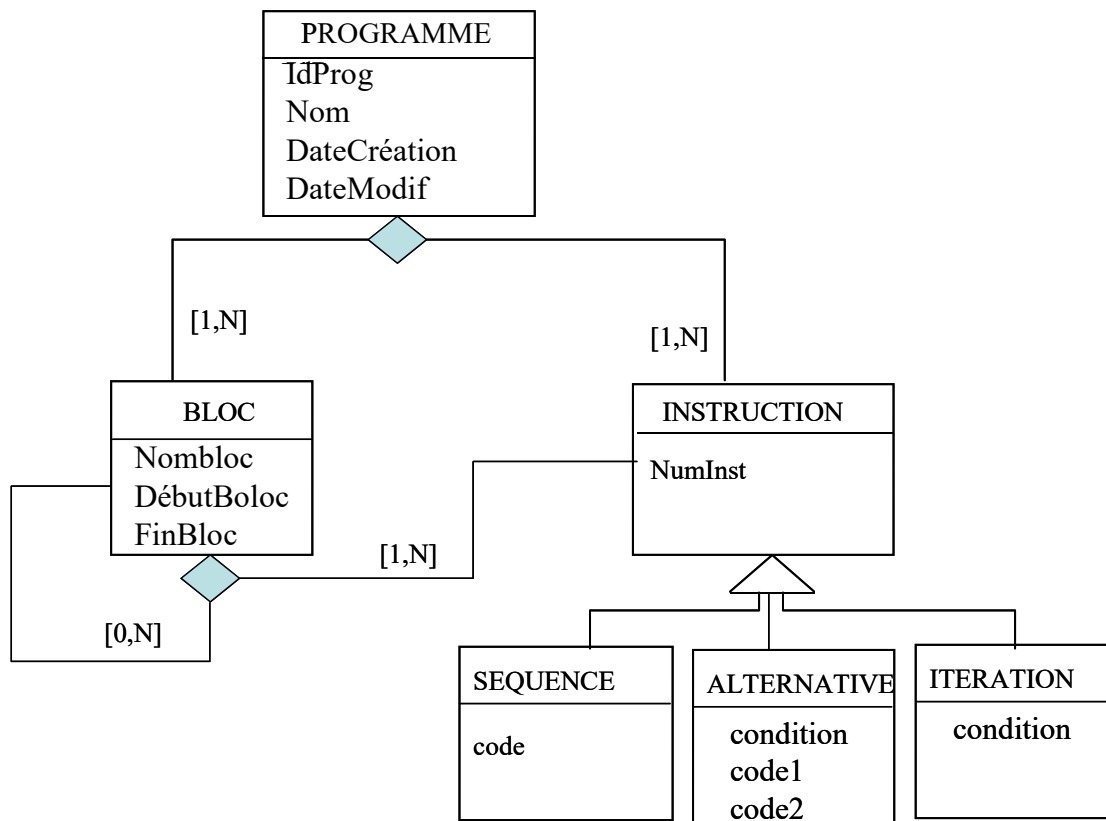 PROGRAMME
IdProg
Nom
DateCréation
DateModif
[1,N]
[1,N]
BLOC
Nombloc
DébutBoloc
FinBloc
INSTRUCTION
NumInst
[1,N]
[0,N]
SEQUENCE
code
ALTERNATIVE
condition
code1
code2
ITERATION
condition